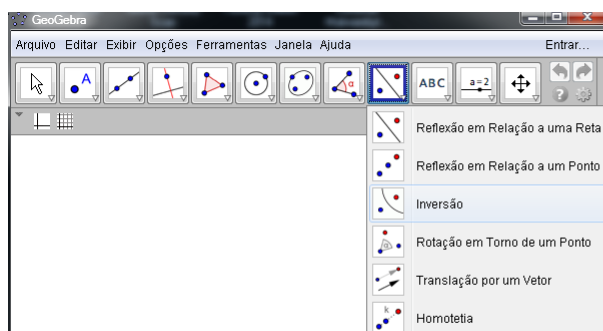 GeoGebra
Arquivo Editar Exibir Opções Ferramentas Janela Ajuda Entrar...
A
α
ABC
a=2
Reflexão em Relação a uma Reta
Reflexão em Relação a um Ponto
Inversão
α
Rotação em Torno de um Ponto
Translação por um Vetor
k
Homotetia